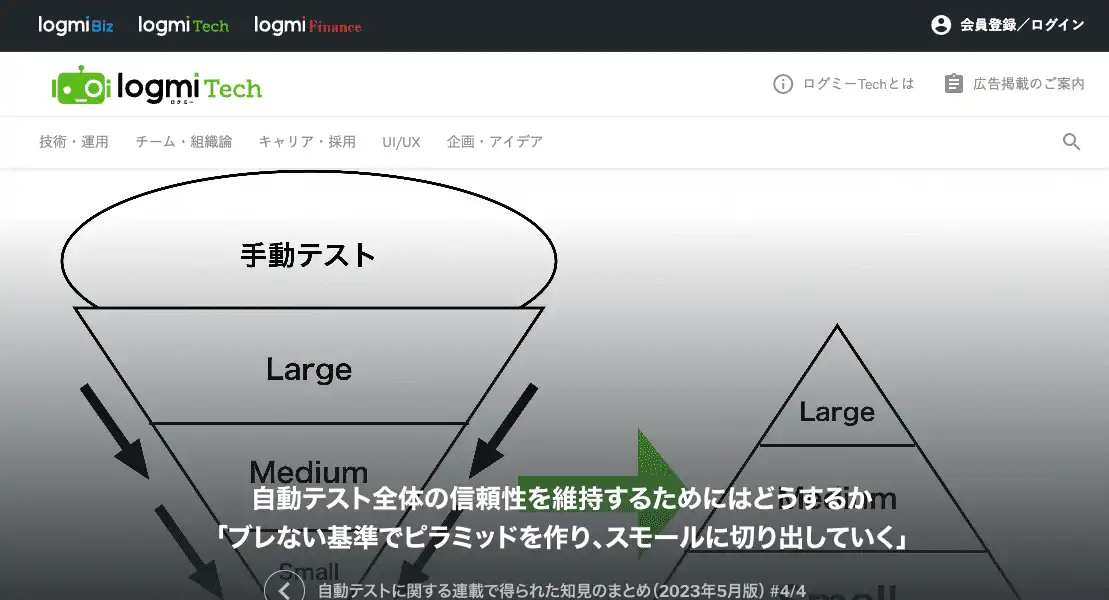 logmi Biz logmi Tech logmi Finance 会員登録／ログイン
logmi Tech
ログミー
ログミーTechとは 広告掲載のご案内
技術・運用 チーム・組織論 キャリア・採用 UI/UX 企画・アイデア
手動テスト
Large
Medium
Small
Large
Medium
Small
自動テスト全体の信頼性を維持するためにはどうするか
「ブレない基準でピラミッドを作り、スモールに切り出していく」
自動テストに関する連載で得られた知見のまとめ（2023年5月版） #4/4